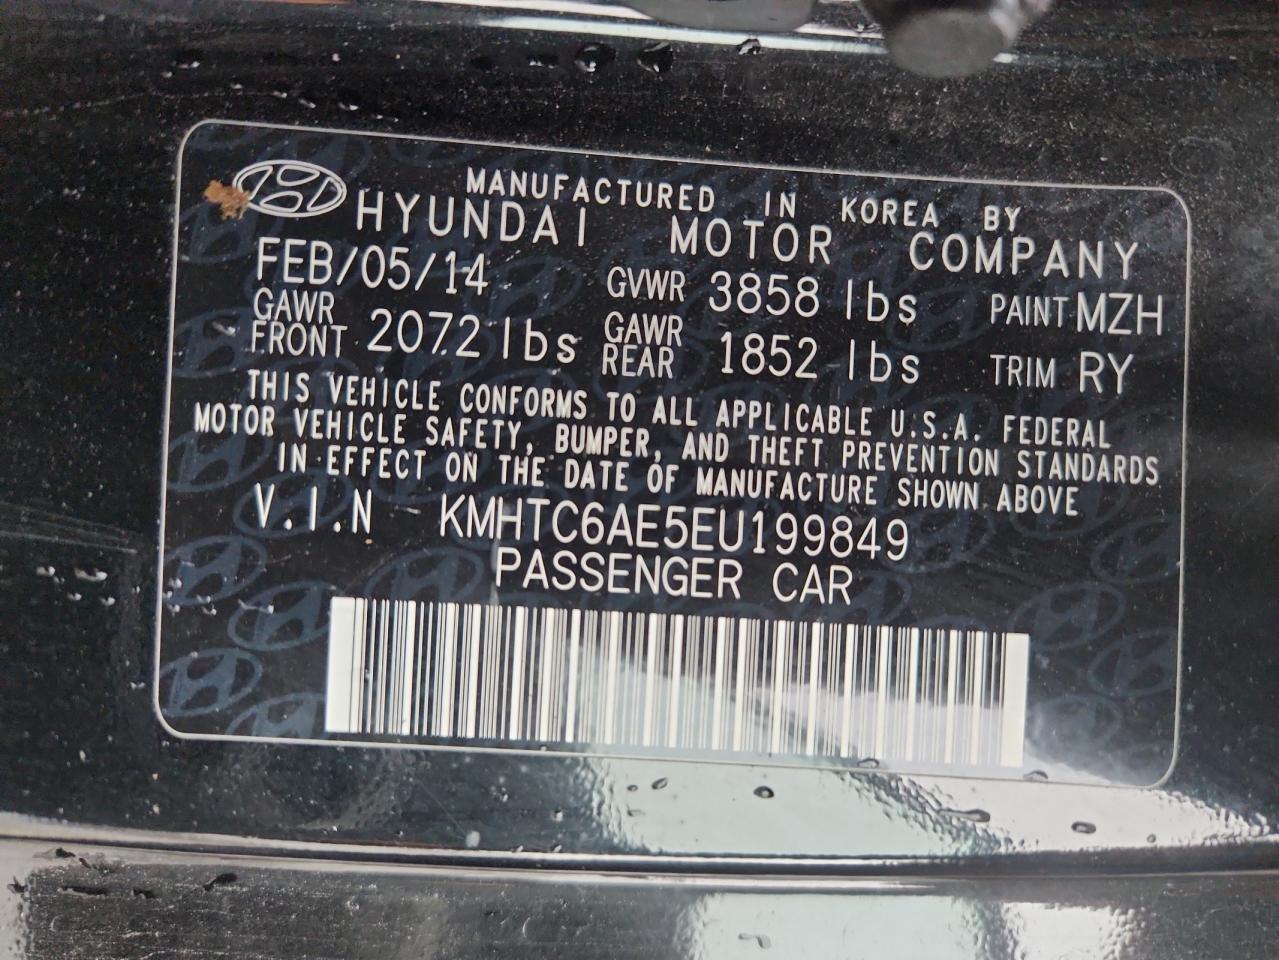 MANUFACTURED IN KOREA BY
HYUNDAI MOTOR COMPANY
FEB/05/14 GVWR 3858 lbs PAINT MZH
GAWR FRONT 2072 lbs GAWR REAR 1852 lbs TRIM RY
THIS VEHICLE CONFORMS TO ALL APPLICABLE U.S.A. FEDERAL
MOTOR VEHICLE SAFETY, BUMPER, AND THEFT PREVENTION STANDARDS
IN EFFECT ON THE DATE OF MANUFACTURE SHOWN ABOVE
V.I.N KMHTC6AE5EU199849
PASSENGER CAR